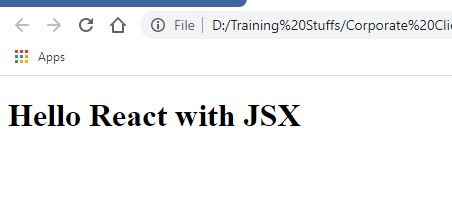 File | D:/Training%20Stuffs/Corporate%20Cli
Apps
Hello React with JSX